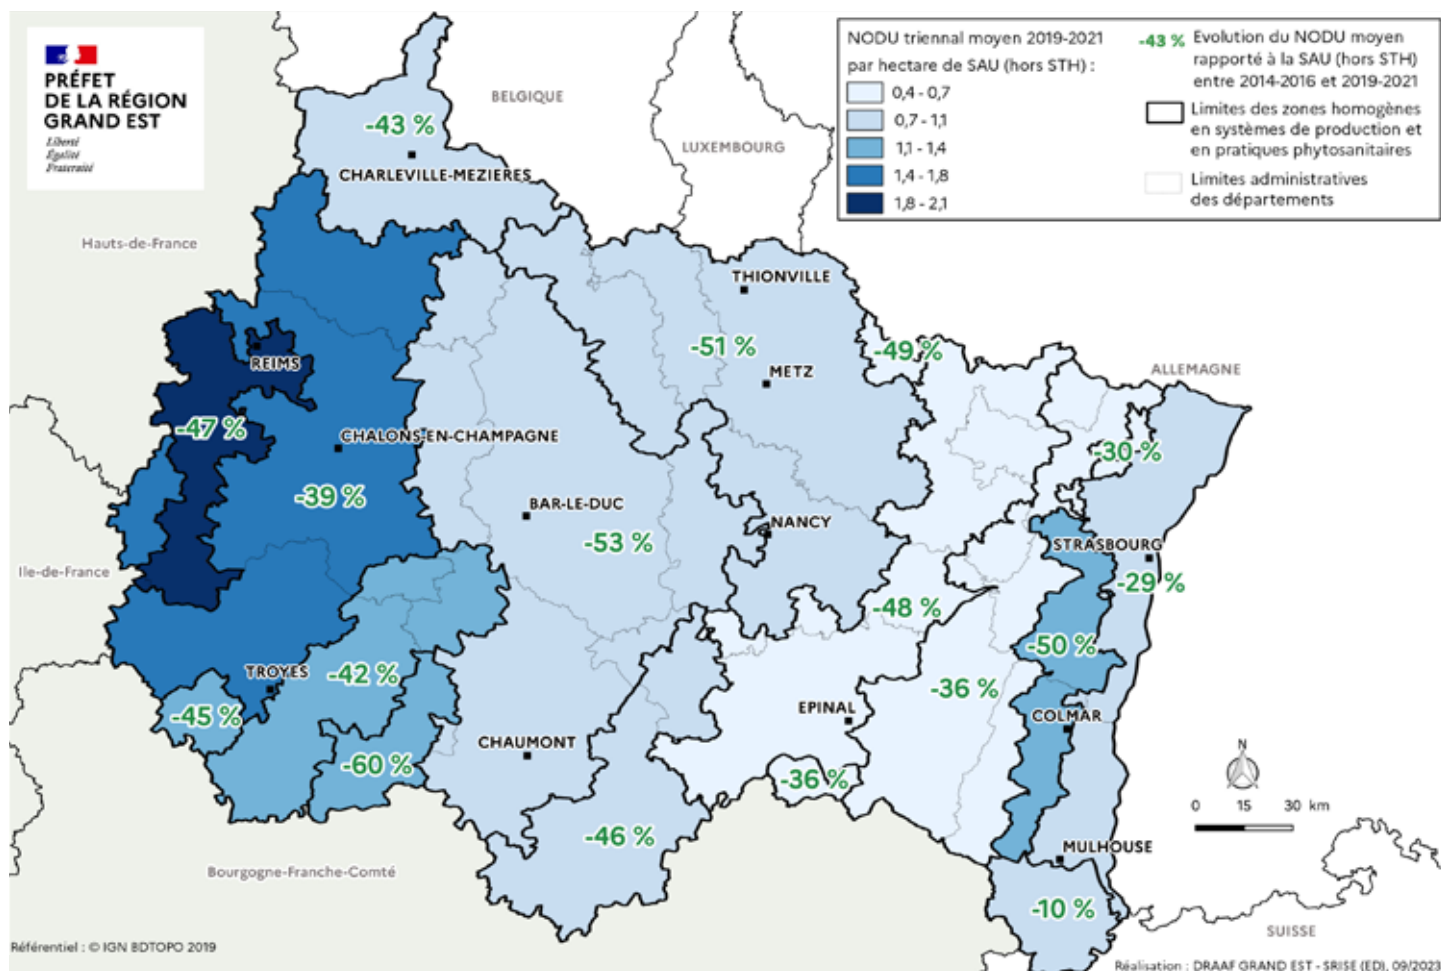 PRÉFET
DE LA RÉGION
GRAND EST
Liberté
Égalité
Fraternité
NODU triennal moyen 2019-2021
par hectare de SAU (hors STH) :
0,4 - 0,7
0,7 - 1,1
1,1 - 1,4
1,4 - 1,8
1,8 - 2,1
-43 % Evolution du NODU moyen
rapporté à la SAU (hors STH)
entre 2014-2016 et 2019-2021
Limites des zones homogènes
en systèmes de production et
en pratiques phytosanitaires
Limites administratives
des départements
BELGIQUE
-43 %
LUXEMBOURG
CHARLEVILLE-MEZIERES
Hauts-de-France
THIONVILLE
-51 %
-49 %
REIMS
METZ
ALLEMAGNE
-47 %
CHALONS-EN-CHAMPAGNE
-30 %
-39 %
BAR-LE-DUC
NANCY
-53 %
STRASBOURG
Ile-de-France
-29 %
-48 %
-50 %
TROYES
-42 %
-36 %
-45 %
EPINAL
COLMAR
CHAUMONT
-60 %
-36 %
N
0 15 30 km
-46 %
MULHOUSE
Bourgogne-Franche-Comté
-10 %
SUISSE
Référentiel : © IGN BDTOPO 2019
Réalisation : DRAAF GRAND EST - SRISE (ED), 09/2023